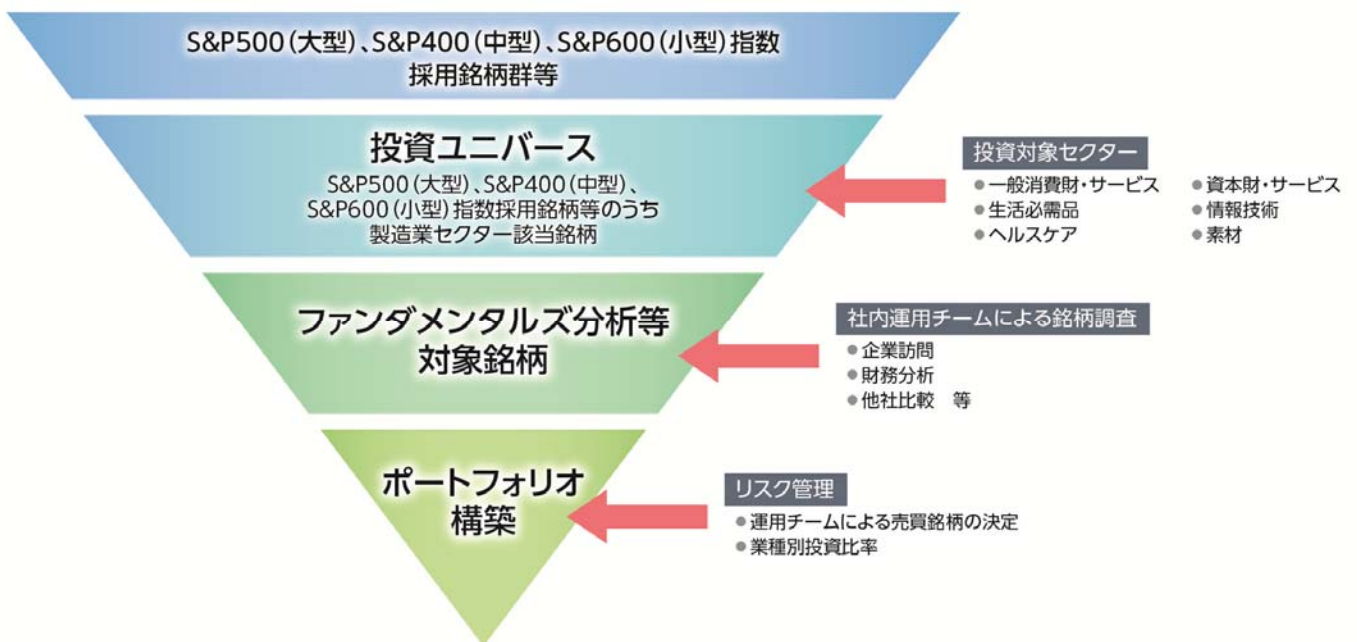 S&P500（大型）、S&P400（中型）、S&P600（小型）指数
採用銘柄群等
投資ユニバース
S&P500（大型）、S&P400（中型）、
S&P600（小型）指数採用銘柄等のうち
製造業セクター該当銘柄
投資対象セクター
●一般消費財・サービス ●資本財・サービス
●生活必需品 ●情報技術
●ヘルスケア ●素材
ファンダメンタルズ分析等
対象銘柄
社内運用チームによる銘柄調査
●企業訪問
●財務分析
●他社比較　等
ポートフォリオ
構築
リスク管理
●運用チームによる売買銘柄の決定
●業種別投資比率